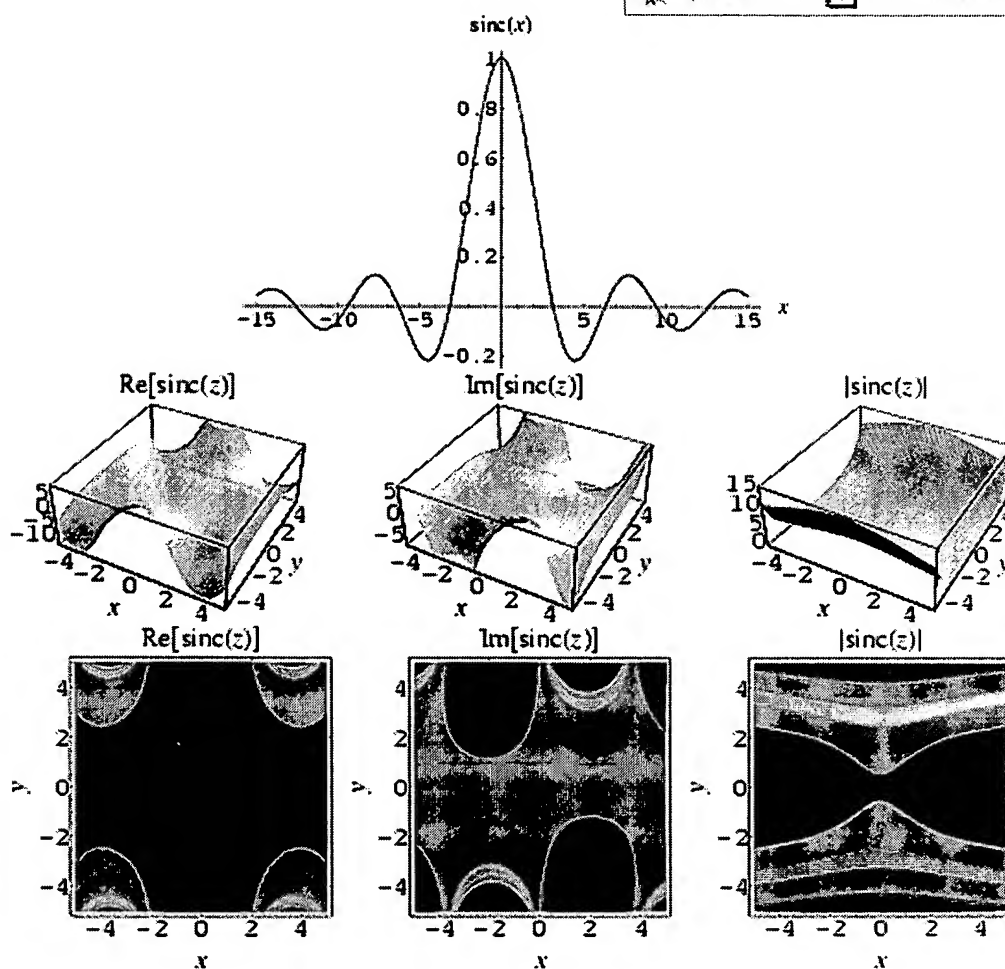 sinc(x)
1
0.8
0.6
0.4
0.2
-15 -10 -5 5 10 15 x
-0.2
Re[sinc(z)] Im[sinc(z)] |sinc(z)|
5 0 -5 -10 -4 -2 0 2 4 x -4 -2 0 2 4 y
5 0 -5 -4 -2 0 2 4 x -4 -2 0 2 4 y
15 10 5 0 -4 -2 0 2 4 x -4 -2 0 2 4 y
Re[sinc(z)] Im[sinc(z)] |sinc(z)|
4 4 4
2 2 2
y 0 y 0 y 0
-2 -2 -2
-4 -4 -4
-4 -2 0 2 4 -4 -2 0 2 4 -4 -2 0 2 4
x x x